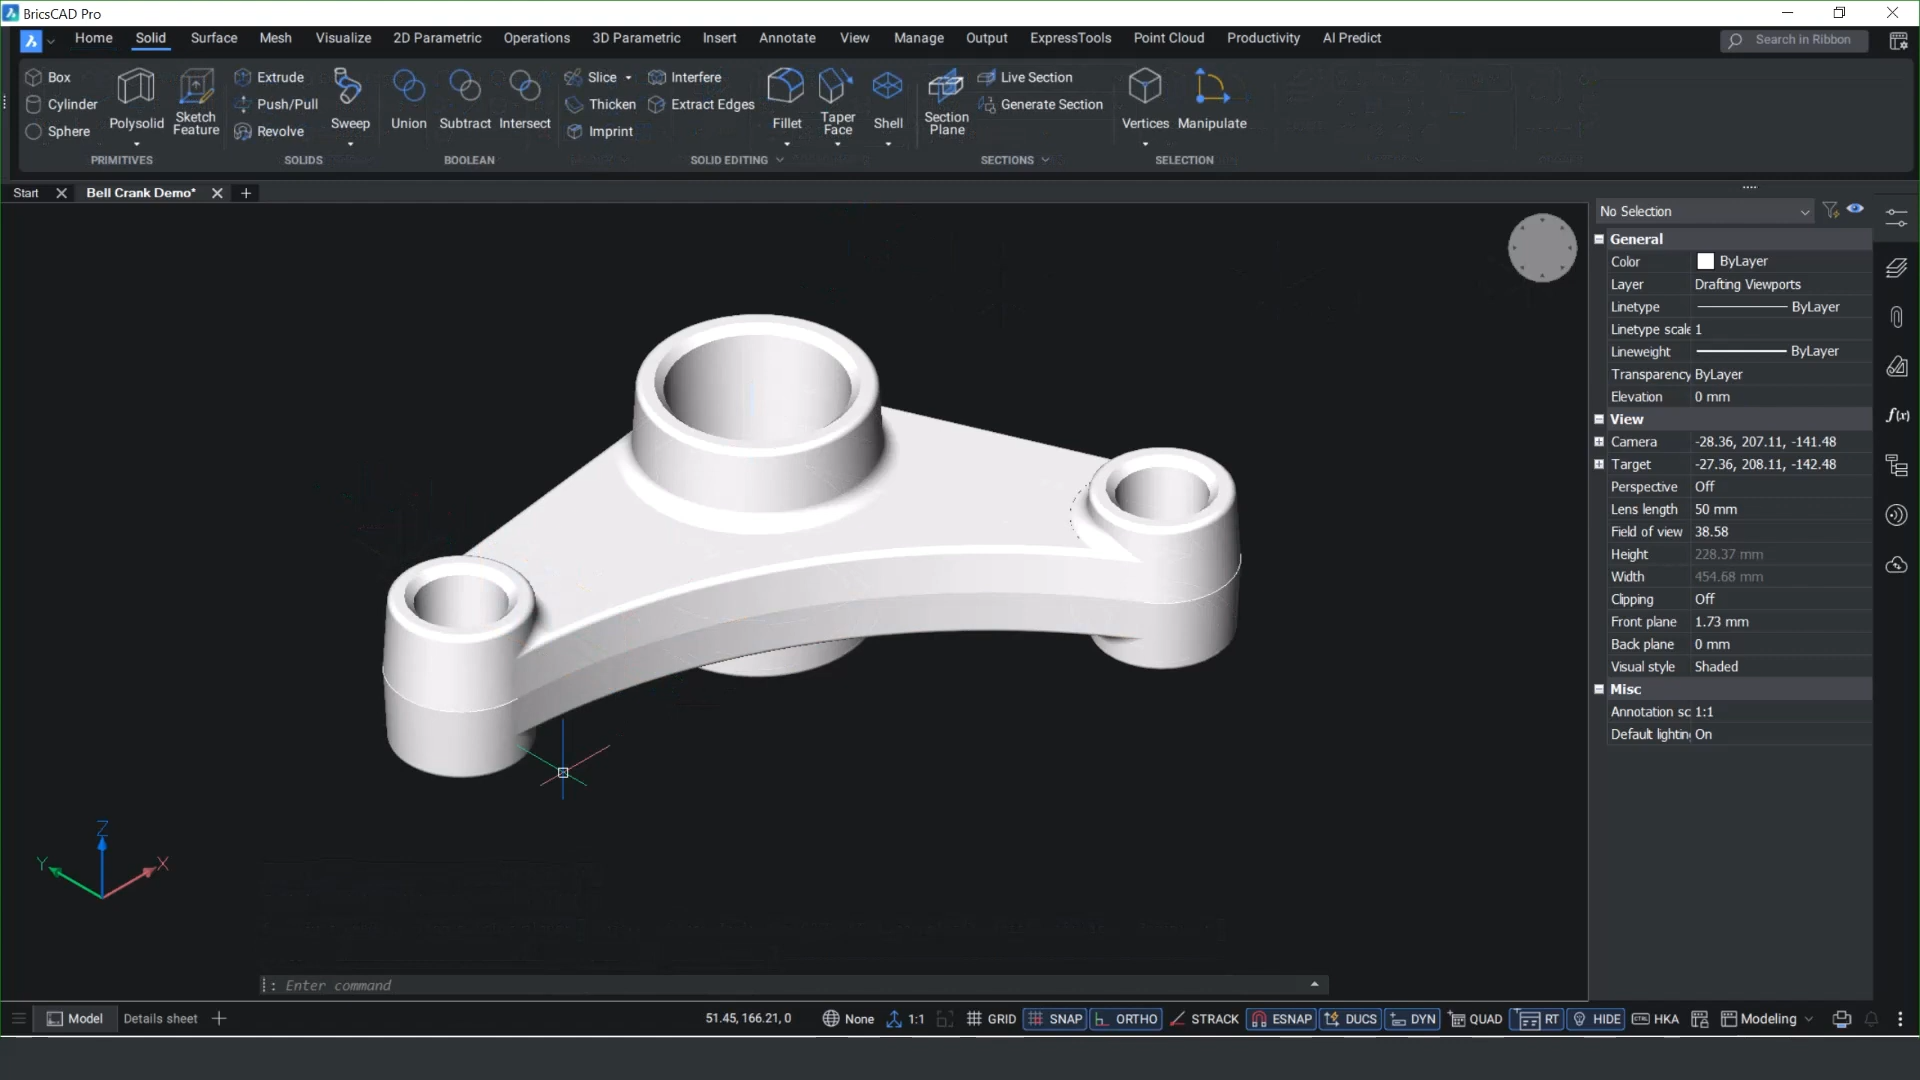 BricsCAD Pro
Home Solid Surface Mesh Visualize 2D Parametric Operations 3D Parametric Insert Annotate View Manage Output ExpressTools Point Cloud Productivity AI Predict Search in Ribbon
Box
Cylinder
Sphere
Polysolid
Sketch
Feature
PRIMITIVES
Extrude
Push/Pull
Revolve
Sweep
SOLIDS
Union Subtract Intersect
BOOLEAN
Slice
Thicken
Imprint
Interfere
Extract Edges
Fillet
Taper
Face
Shell
SOLID EDITING
Section
Plane
Live Section
Generate Section
SECTIONS
Vertices Manipulate
SELECTION
Start Bell Crank Demo*
No Selection
General
Color ByLayer
Layer Drafting Viewports
Linetype ByLayer
Linetype scale 1
Lineweight ByLayer
Transparency ByLayer
Elevation 0 mm
View
Camera -28.36, 207.11, -141.48
Target -27.36, 208.11, -142.48
Perspective Off
Lens length 50 mm
Field of view 38.58
Height 228.37 mm
Width 454.68 mm
Clipping Off
Front plane 1.73 mm
Back plane 0 mm
Visual style Shaded
Misc
Annotation sc 1:1
Default lightin On
f(x)
Z
Y
X
: Enter command
Model Details sheet 51.45, 166.21, 0 None 1:1 GRID SNAP ORTHO STRACK ESNAP DUCS DYN QUAD RT HIDE HKA Modeling